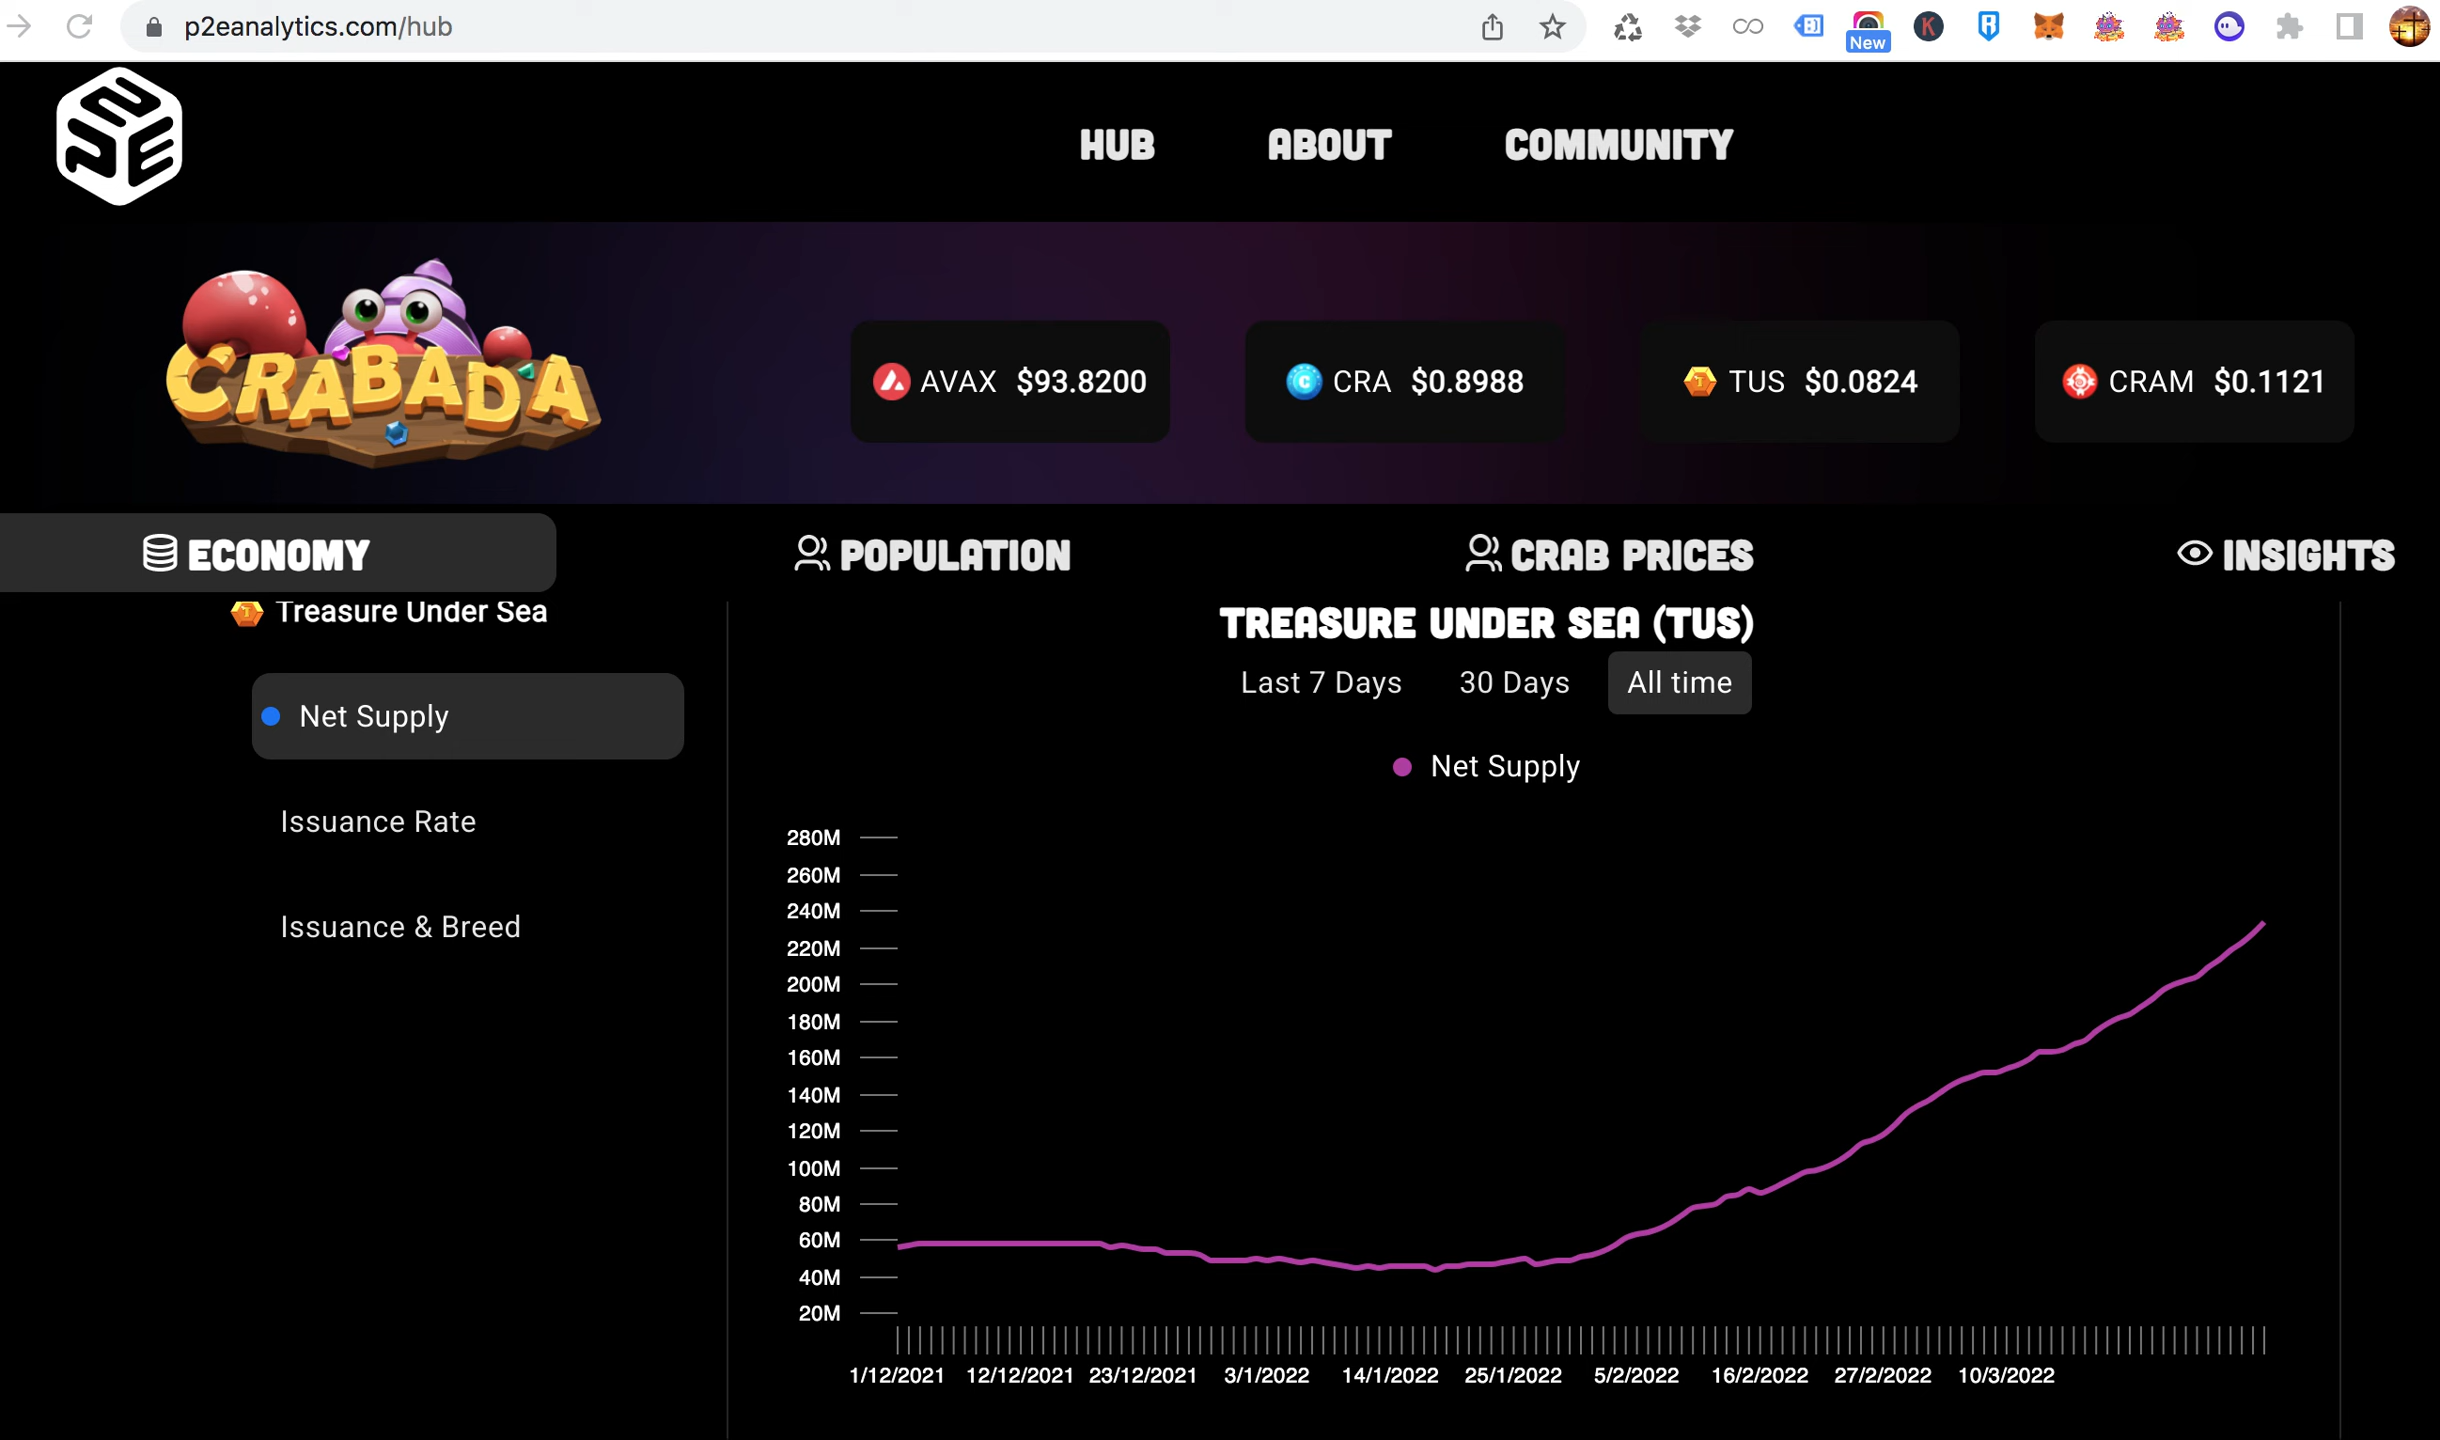 p2eanalytics.com/hub
New
HUB ABOUT COMMUNITY
CRABADA
AVAX $93.8200 CRA $0.8988 TUS $0.0824 CRAM $0.1121
ECONOMY POPULATION CRAB PRICES INSIGHTS
Treasure Under Sea
Net Supply
Issuance Rate
Issuance & Breed
TREASURE UNDER SEA (TUS)
Last 7 Days 30 Days All time
Net Supply
280M
260M
240M
220M
200M
180M
160M
140M
120M
100M
80M
60M
40M
20M
1/12/2021 12/12/2021 23/12/2021 3/1/2022 14/1/2022 25/1/2022 5/2/2022 16/2/2022 27/2/2022 10/3/2022